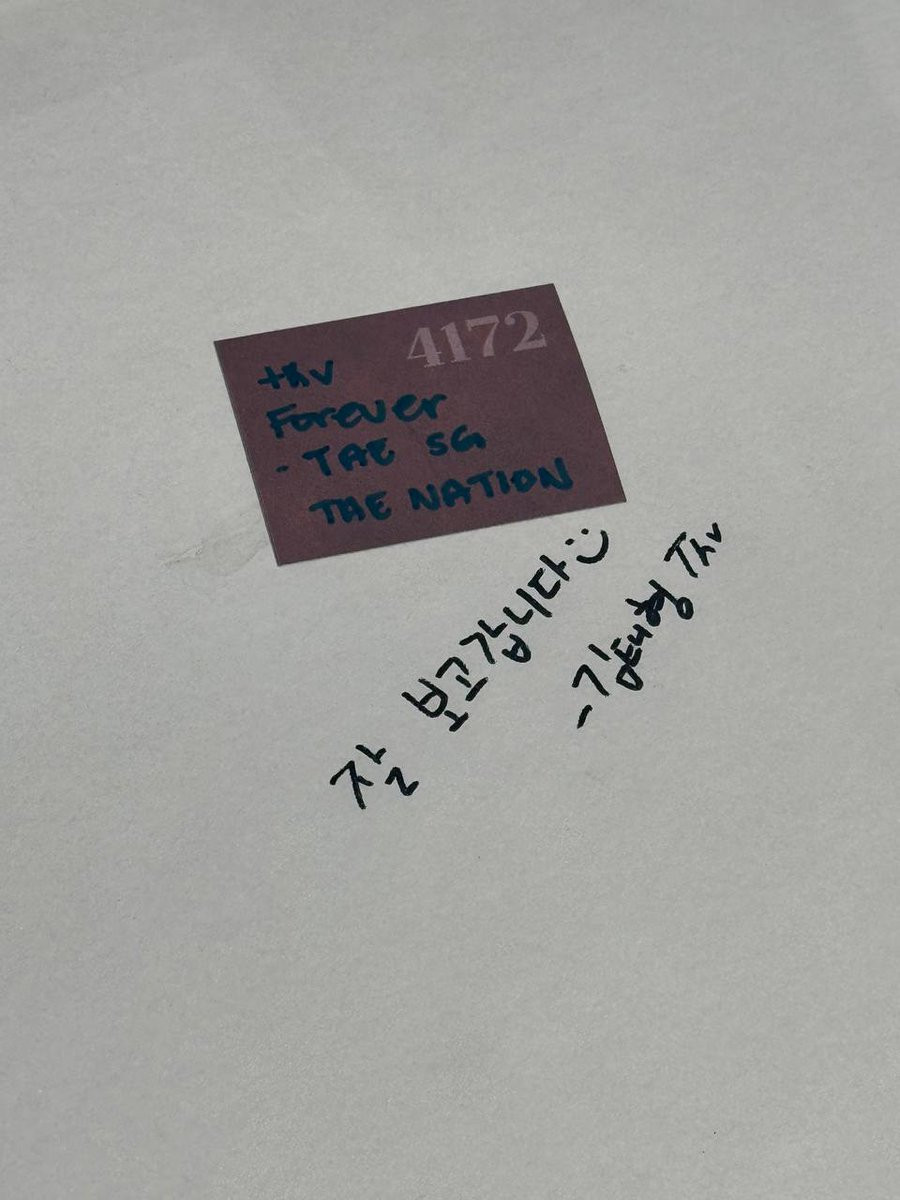 4172
thv
Forever
- TAE SG
THE NATION
잘 보고갑니다:)
-김태형 Thv